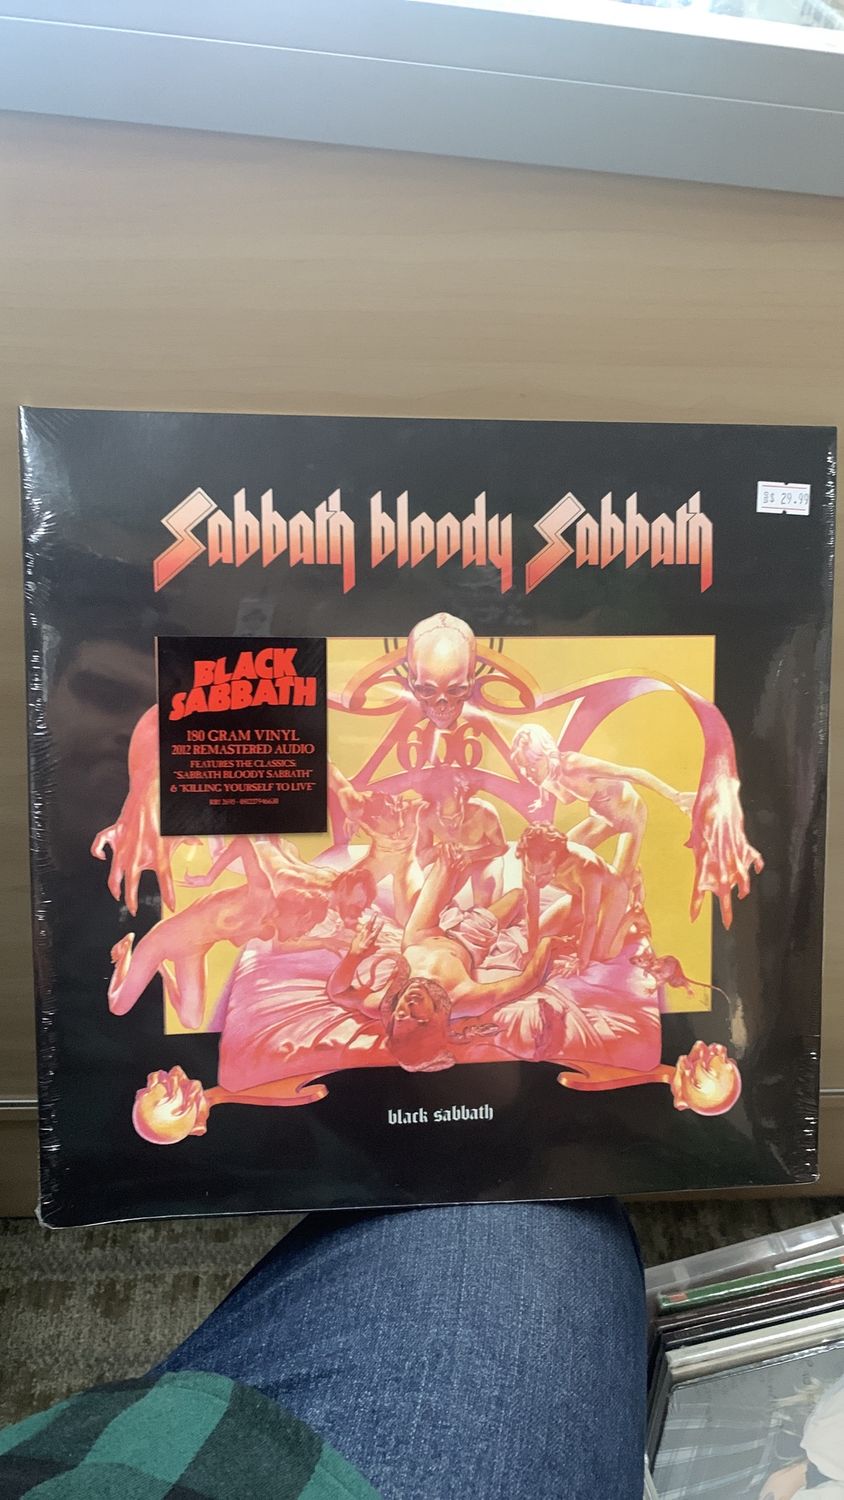 Sabbath bloody Sabbath
$ 29.99
BLACK
SABBATH
180 GRAM VINYL
2012 REMASTERED AUDIO
FEATURES THE CLASSICS:
"SABBATH BLOODY SABBATH"
& "KILLING YOURSELF TO LIVE"
666
black sabbath